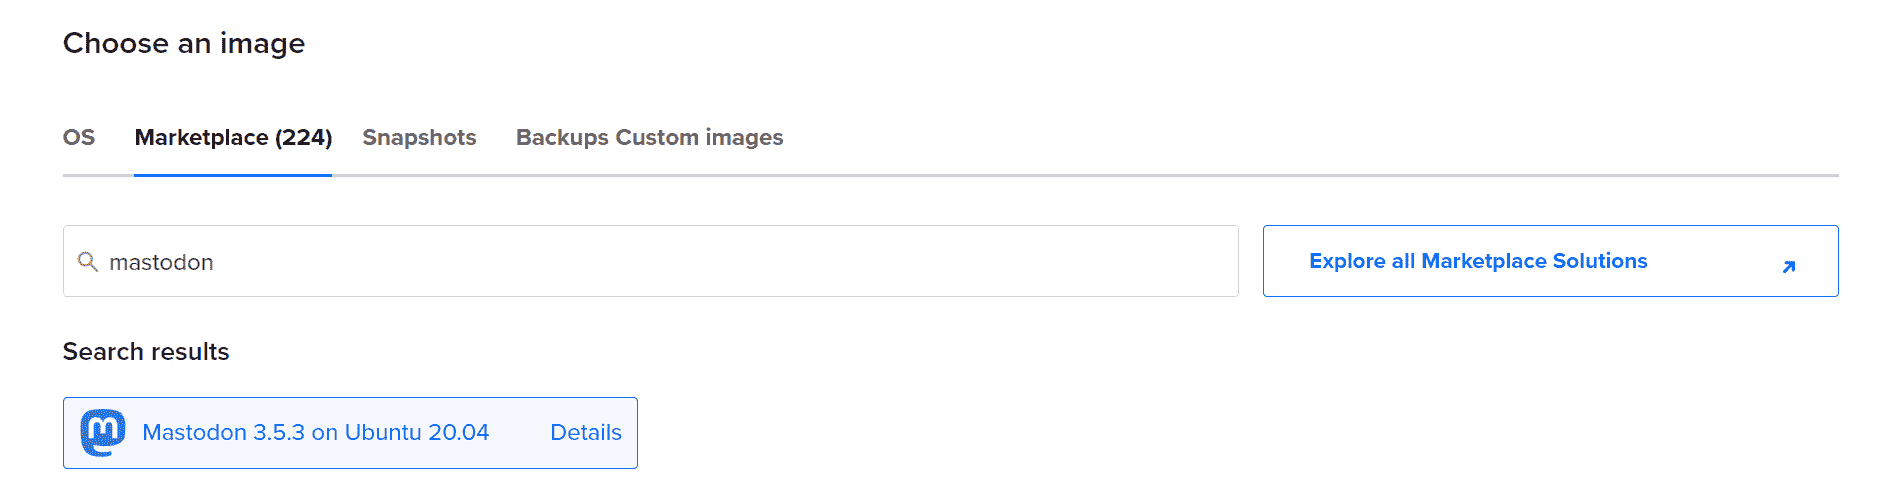 Choose an image
OS Marketplace (224) Snapshots Backups Custom images
mastodon
Explore all Marketplace Solutions
Search results
Mastodon 3.5.3 on Ubuntu 20.04 Details